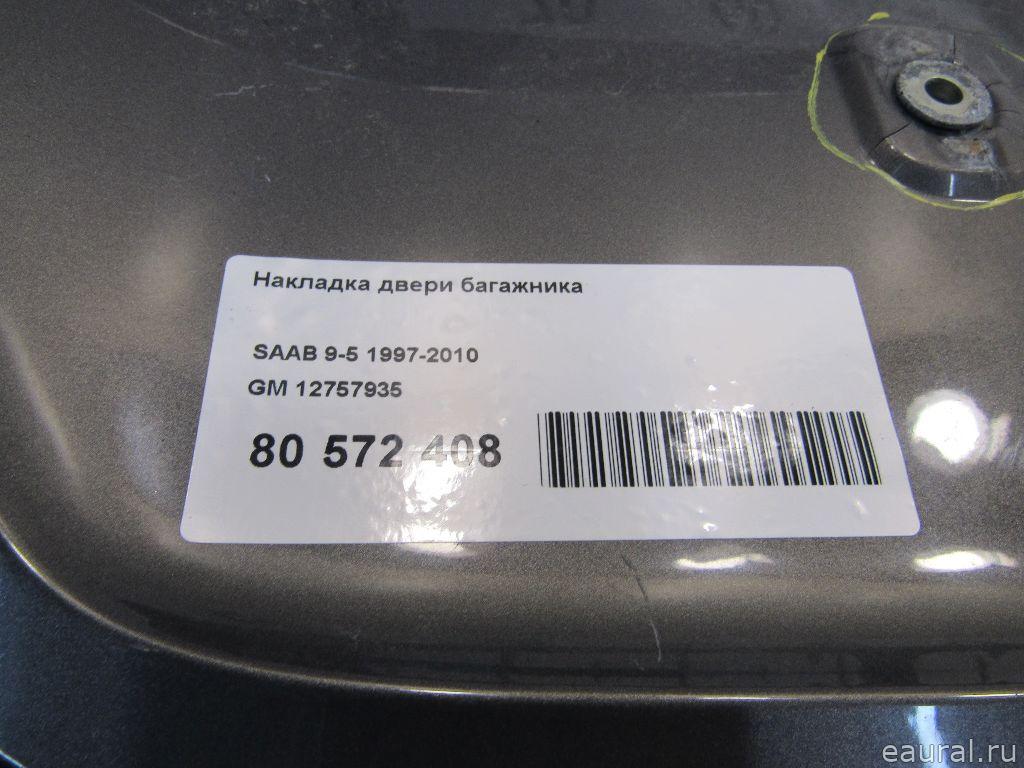 Накладка двери багажника
SAAB 9-5 1997-2010
GM 12757935
80 572 408
eaural.ru